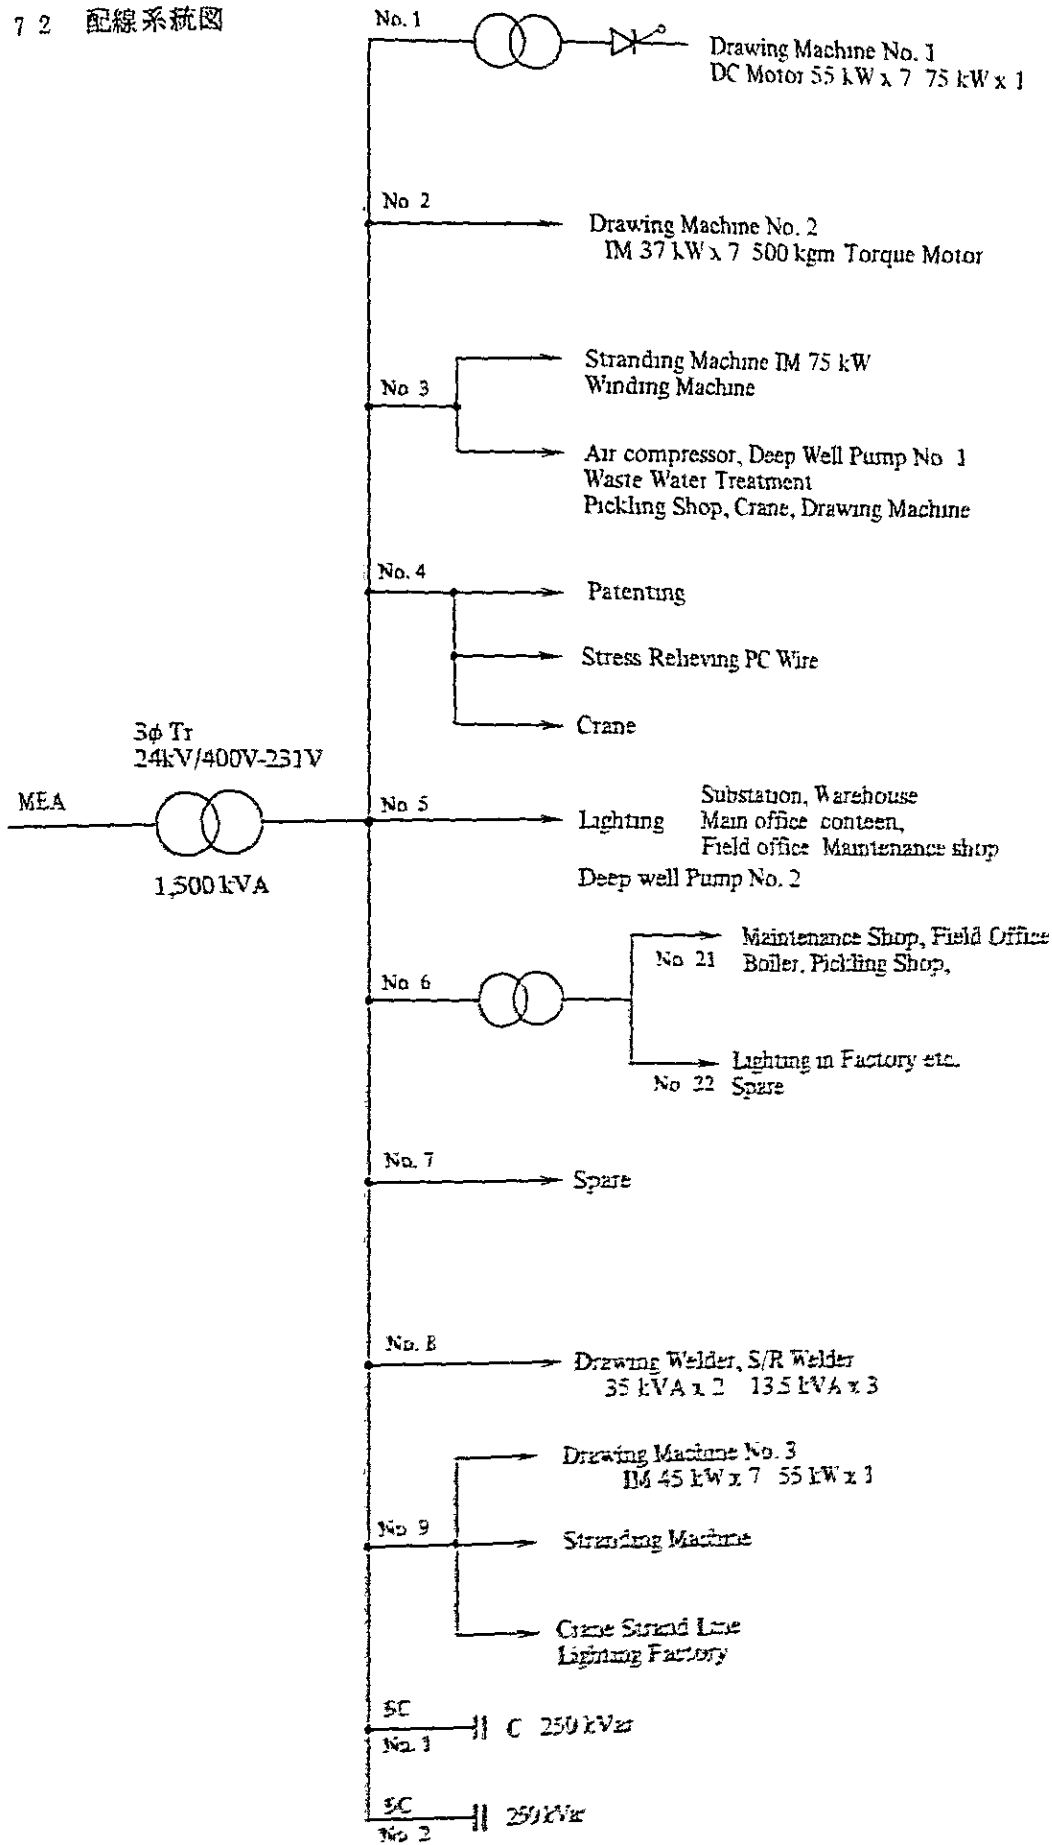 7 2 配線系統図
No. 1
Drawing Machine No. 1
DC Motor 55 kW x 7 75 kW x 1
No 2
Drawing Machine No. 2
IM 37 kW x 7 500 kgm Torque Motor
No 3
Stranding Machine IM 75 kW
Winding Machine
Air compressor, Deep Well Pump No 1
Waste Water Treatment
Pickling Shop, Crane, Drawing Machine
No. 4
Patenting
Stress Relieving PC Wire
Crane
3φ Tr
24kV/400V-231V
MEA
1,500 kVA
No 5
Lighting
Substation, Warehouse
Main office conteen,
Field office Maintenance shop
Deep well Pump No. 2
No 6
No 21
Maintenance Shop, Field Office
Boiler, Pickling Shop,
No 22
Lighting in Factory etc.
Spare
No. 7
Spare
No. 8
Drawing Welder, S/R Welder
35 kVA x 2 13.5 kVA x 3
No 9
Drawing Machine No. 3
IM 45 kW x 7 55 kW x 1
Stranding Machine
Crane Strand Line
Lighting Factory
SC
No. 1
C 250 kVar
SC
No. 2
250 kVar